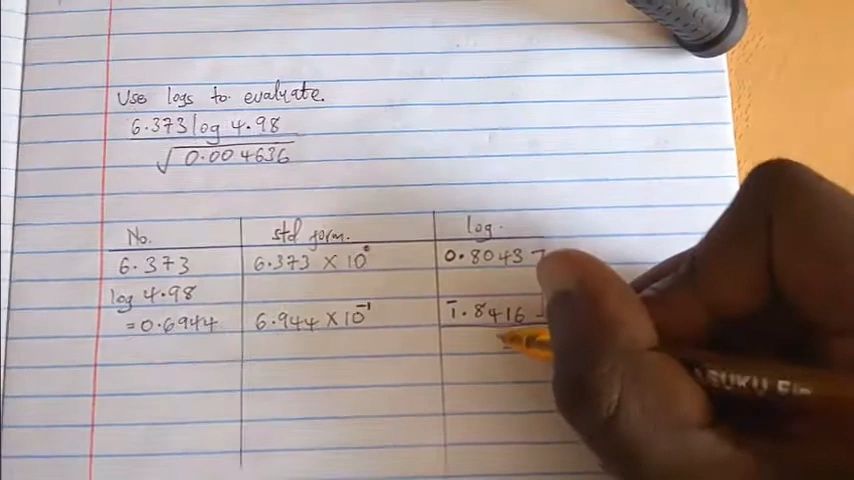 Use logs to evaluate.
6.373 log 4.98
√0.004636
No. std form. log.
6.373 6.373 × 10⁰ 0.8043
log 4.98
= 0.6944 6.944 × 10⁻¹ 1̄.8416